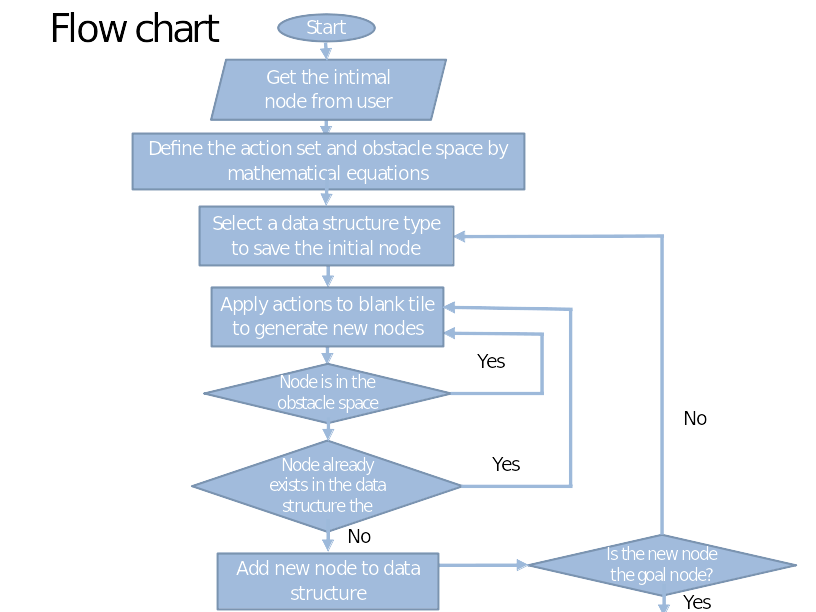 Flow chart
Start
Get the intimal
node from user
Define the action set and obstacle space by
mathematical equations
Select a data structure type
to save the initial node
Apply actions to blank tile
to generate new nodes
Yes
Node is in the
obstacle space
No
Yes
Node already
exists in the data
structure the
No
Is the new node
the goal node?
Add new node to data
structure
Yes